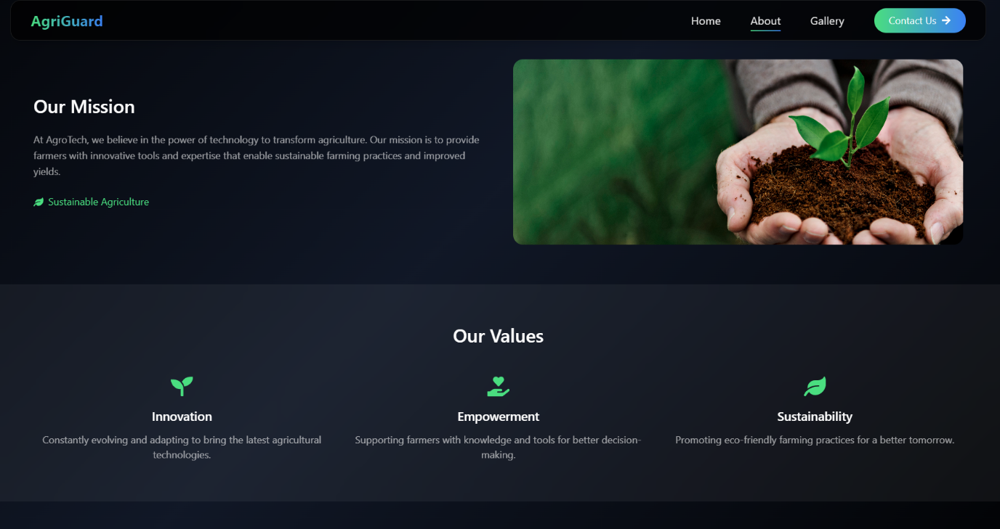 AgriGuard
Home
About
Gallery
Contact Us
Our Mission
At AgroTech, we believe in the power of technology to transform agriculture. Our mission is to provide
farmers with innovative tools and expertise that enable sustainable farming practices and improved
yields.
Sustainable Agriculture
Our Values
Innovation
Constantly evolving and adapting to bring the latest agricultural
technologies.
Empowerment
Supporting farmers with knowledge and tools for better decision-
making.
Sustainability
Promoting eco-friendly farming practices for a better tomorrow.